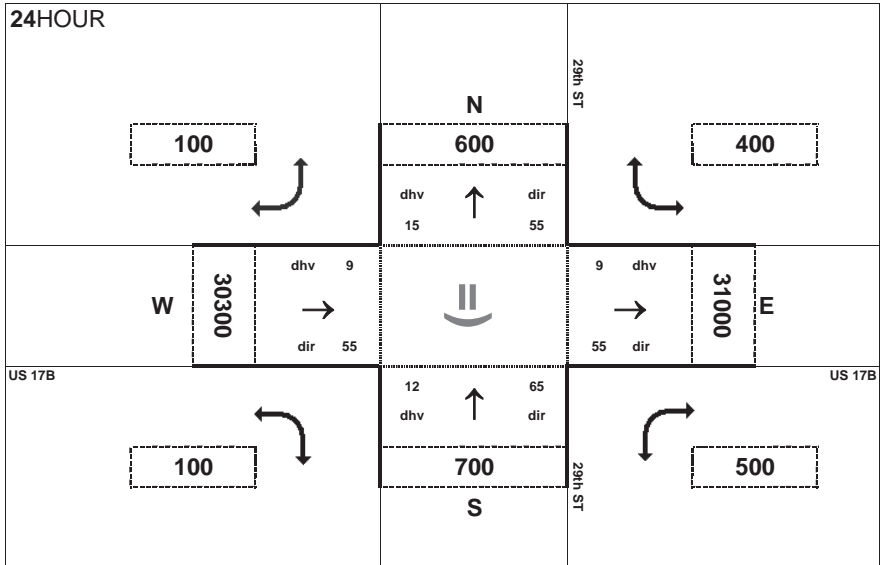 24HOUR
29th ST
N
100
600
400
dhv
dir
15
55
dhv 9
9 dhv
W
30300
31000
E
dir 55
55 dir
US 17B
US 17B
12
65
dhv
dir
100
700
500
S
29th ST